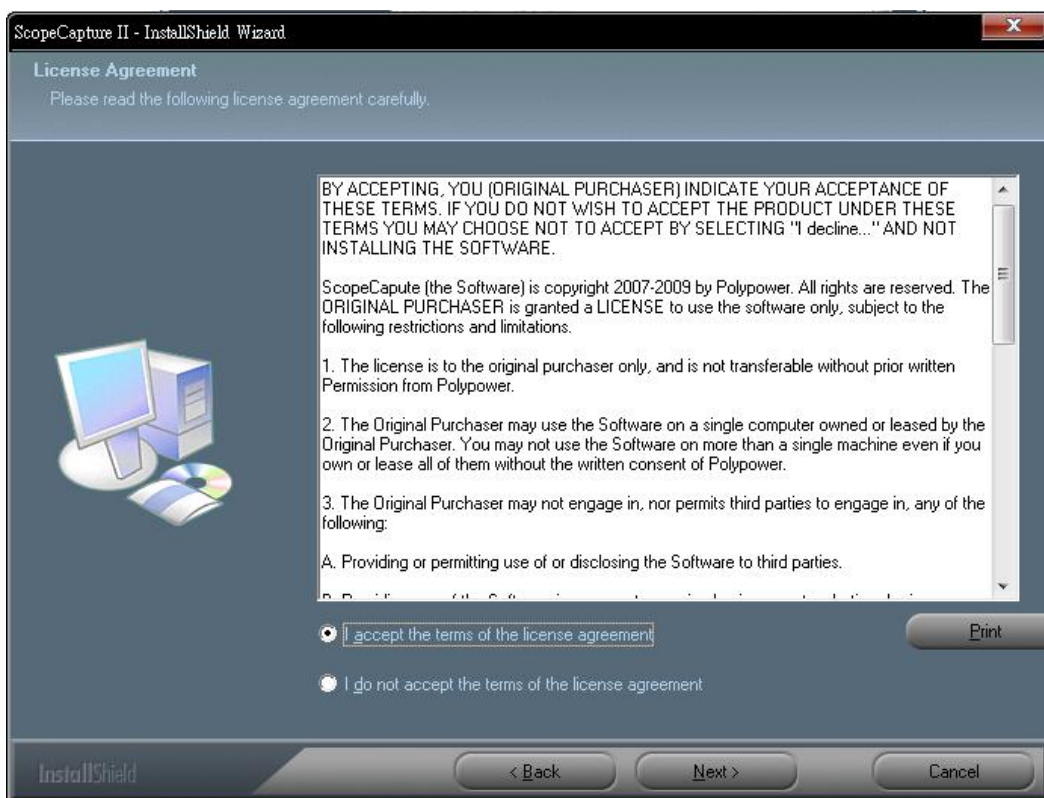 ScopeCapture II - InstallShield Wizard
License Agreement
Please read the following license agreement carefully.
BY ACCEPTING, YOU (ORIGINAL PURCHASER) INDICATE YOUR ACCEPTANCE OF
THESE TERMS. IF YOU DO NOT WISH TO ACCEPT THE PRODUCT UNDER THESE
TERMS YOU MAY CHOOSE NOT TO ACCEPT BY SELECTING "I decline..." AND NOT
INSTALLING THE SOFTWARE.
ScopeCapute (the Software) is copyright 2007-2009 by Polypower. All rights are reserved. The
ORIGINAL PURCHASER is granted a LICENSE to use the software only, subject to the
following restrictions and limitations.
1. The license is to the original purchaser only, and is not transferable without prior written
Permission from Polypower.
2. The Original Purchaser may use the Software on a single computer owned or leased by the
Original Purchaser. You may not use the Software on more than a single machine even if you
own or lease all of them without the written consent of Polypower.
3. The Original Purchaser may not engage in, nor permits third parties to engage in, any of the
following:
A. Providing or permitting use of or disclosing the Software to third parties.
I accept the terms of the license agreement
Print
I do not accept the terms of the license agreement
InstallShield
< Back
Next >
Cancel